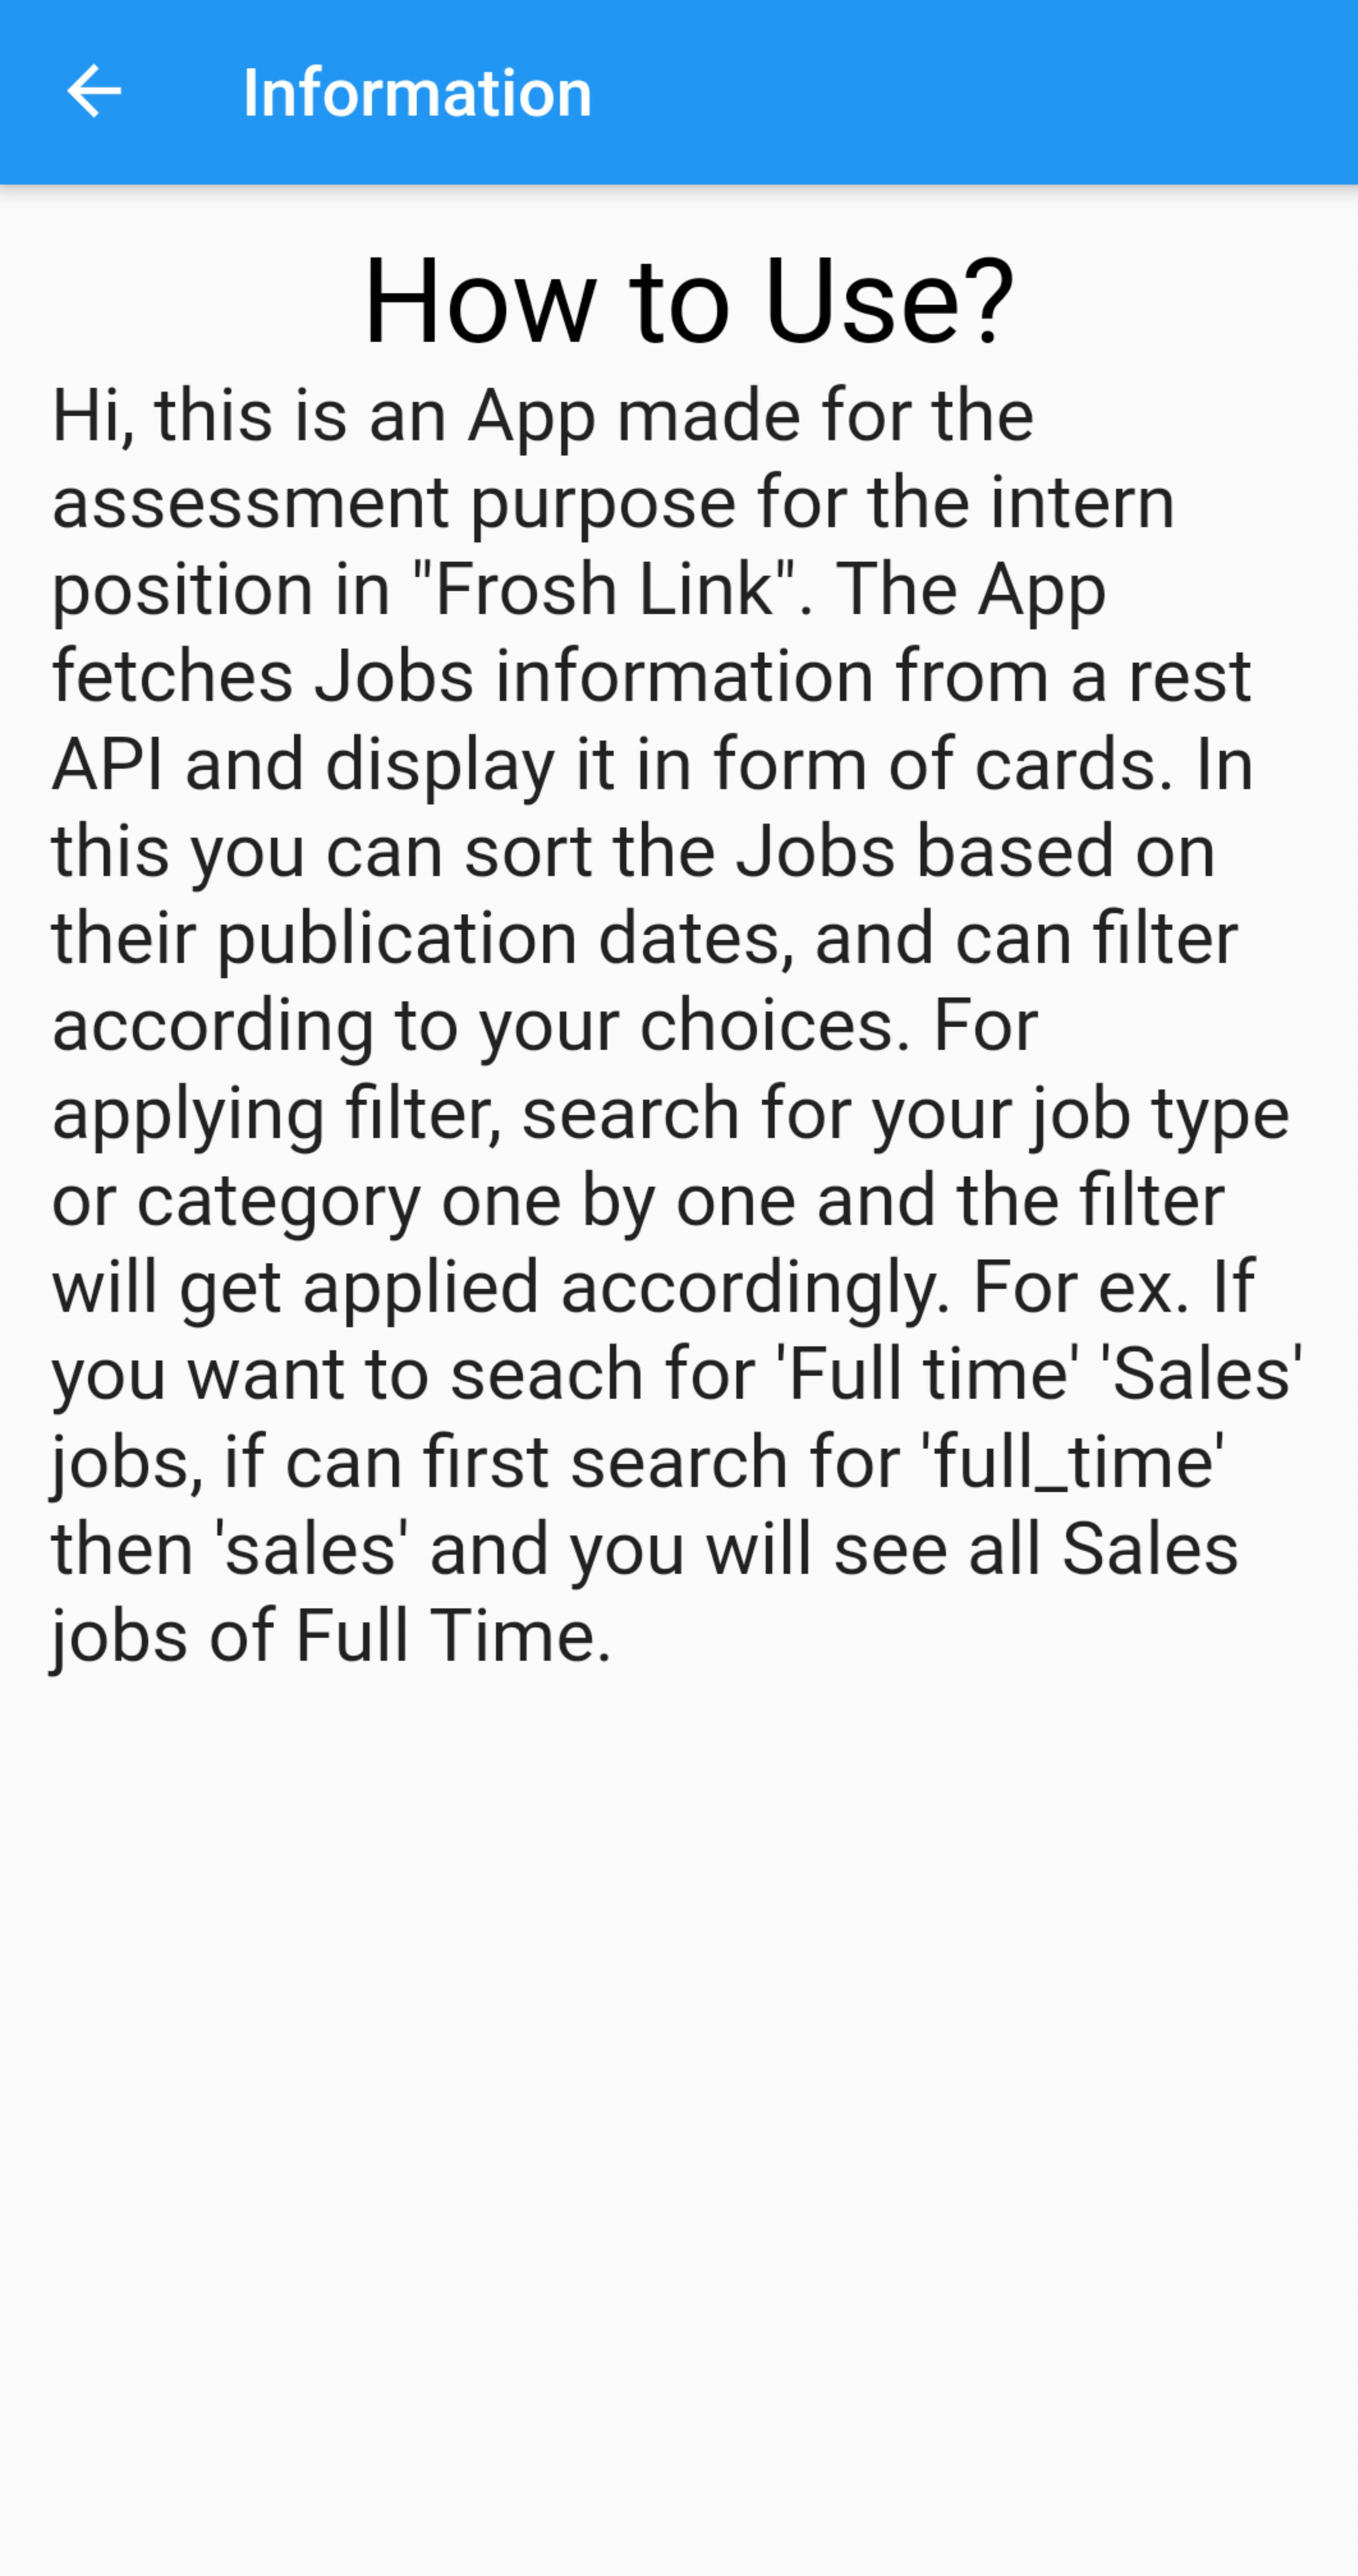 Information
How to Use?
Hi, this is an App made for the
assessment purpose for the intern
position in "Frosh Link". The App
fetches Jobs information from a rest
API and display it in form of cards. In
this you can sort the Jobs based on
their publication dates, and can filter
according to your choices. For
applying filter, search for your job type
or category one by one and the filter
will get applied accordingly. For ex. If
you want to seach for 'Full time' 'Sales'
jobs, if can first search for 'full_time'
then 'sales' and you will see all Sales
jobs of Full Time.